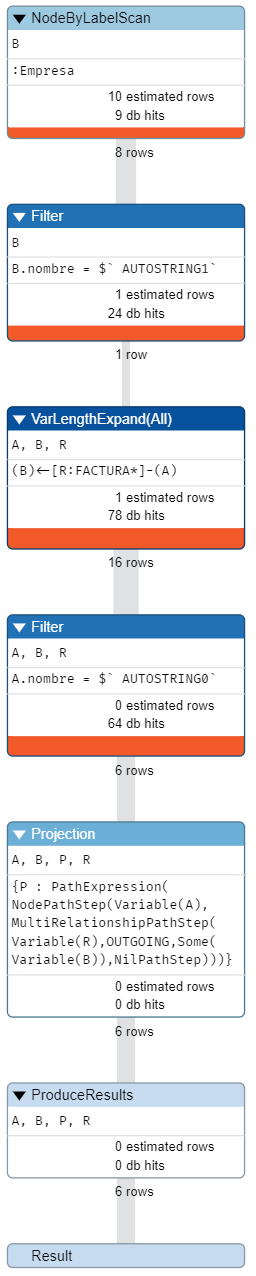 NodeByLabelScan
B
:Empresa
10 estimated rows
9 db hits
8 rows
Filter
B
B.nombre = $` AUTOSTRING1`
1 estimated rows
24 db hits
1 row
VarLengthExpand(All)
A, B, R
(B)<-[R:FACTURA*]-(A)
1 estimated rows
78 db hits
16 rows
Filter
A, B, R
A.nombre = $` AUTOSTRING0`
0 estimated rows
64 db hits
6 rows
Projection
A, B, P, R
{P : PathExpression(
NodePathStep(Variable(A),
MultiRelationshipPathStep(
Variable(R),OUTGOING,Some(
Variable(B)),NilPathStep)))}
0 estimated rows
0 db hits
6 rows
ProduceResults
A, B, P, R
0 estimated rows
0 db hits
6 rows
Result